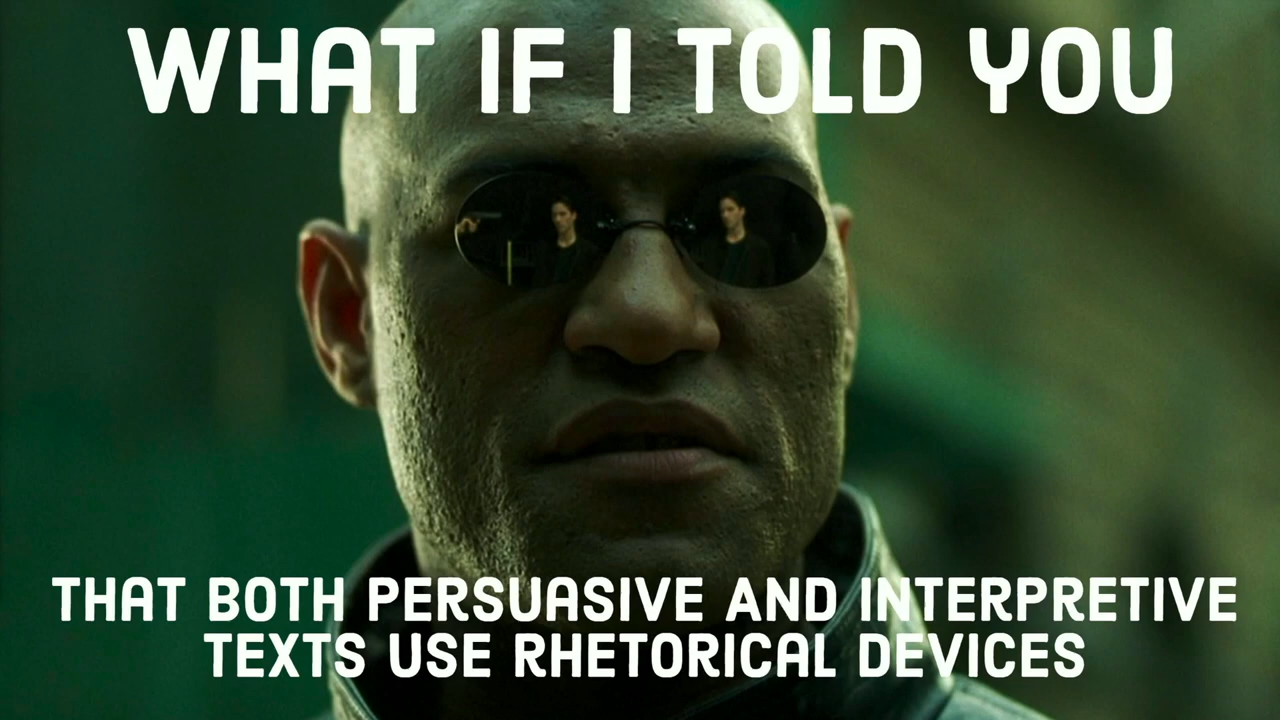 WHAT IF I TOLD YOU
THAT BOTH PERSUASIVE AND INTERPRETIVE
TEXTS USE RHETORICAL DEVICES